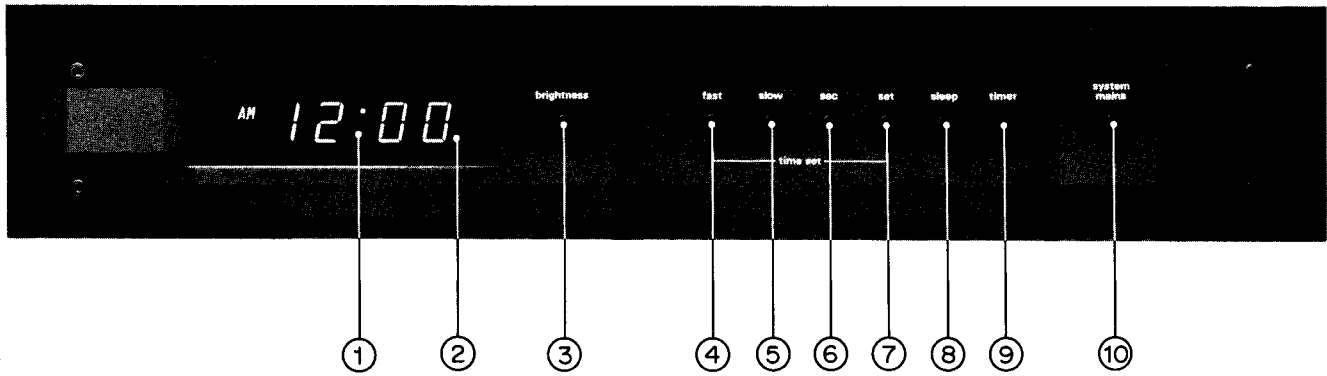 AM 12:00
brightness
fast slow sec set sleep timer
system
mains
time set
1 2 3 4 5 6 7 8 9 10